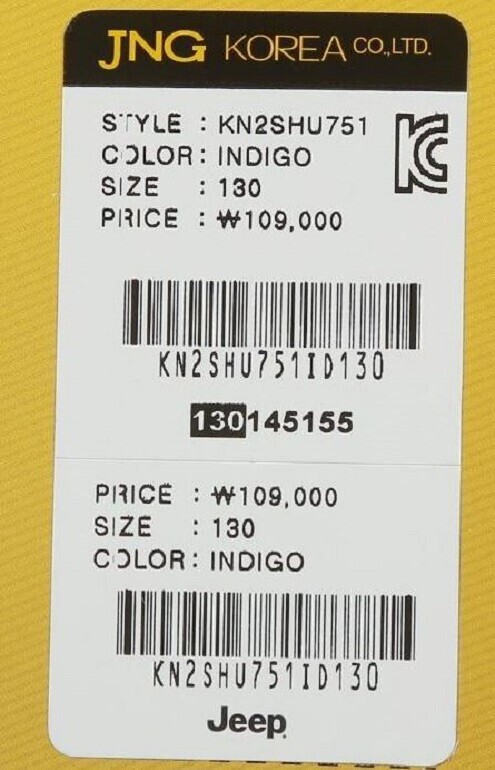 JNG KOREA CO.,LTD.
STYLE : KN2SHU751
COLOR : INDIGO
SIZE : 130
PRICE : ₩109,000
KC
KN2SHU751ID130
130145155
PRICE : ₩109,000
SIZE : 130
COLOR : INDIGO
KN2SHU751ID130
Jeep